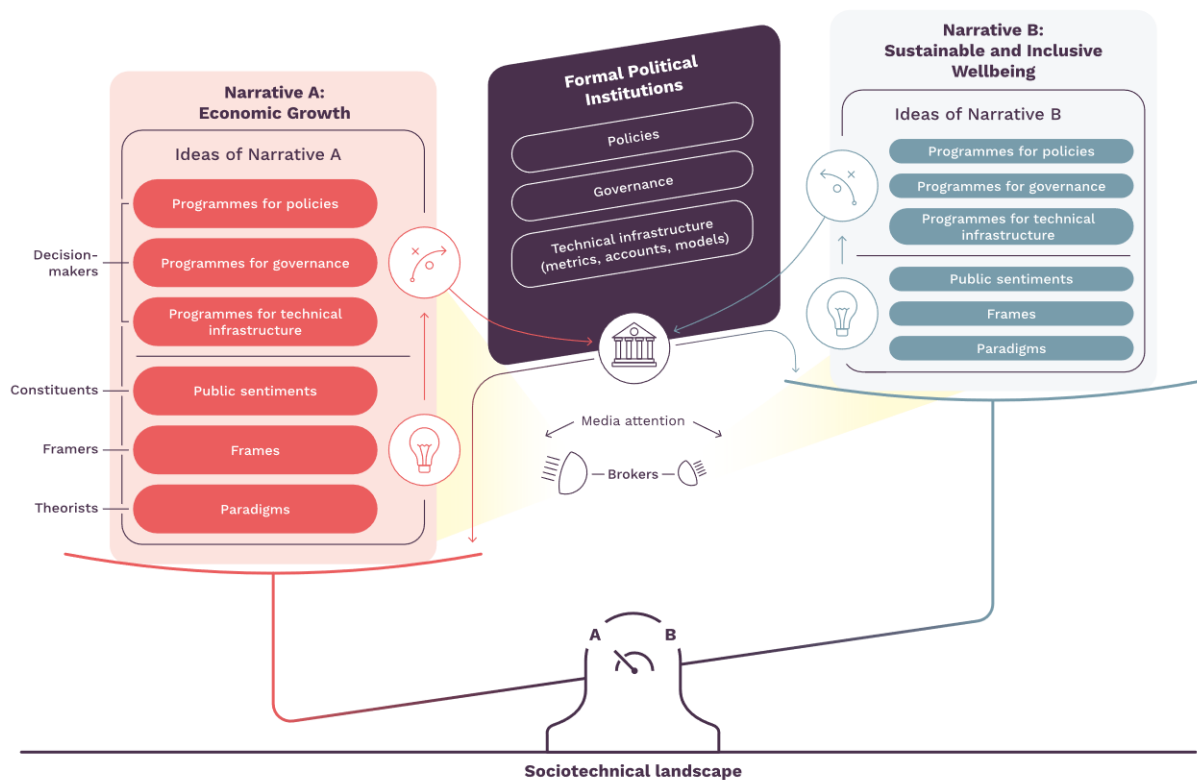 Narrative A:
Economic Growth
Ideas of Narrative A
Programmes for policies
Programmes for governance
Programmes for technical
infrastructure
Public sentiments
Frames
Paradigms
Decision-
makers
Constituents
Framers
Theorists
Formal Political
Institutions
Policies
Governance
Technical infrastructure
(metrics, accounts, models)
Media attention
Brokers
Narrative B:
Sustainable and Inclusive
Wellbeing
Ideas of Narrative B
Programmes for policies
Programmes for governance
Programmes for technical
infrastructure
Public sentiments
Frames
Paradigms
A
B
Sociotechnical landscape